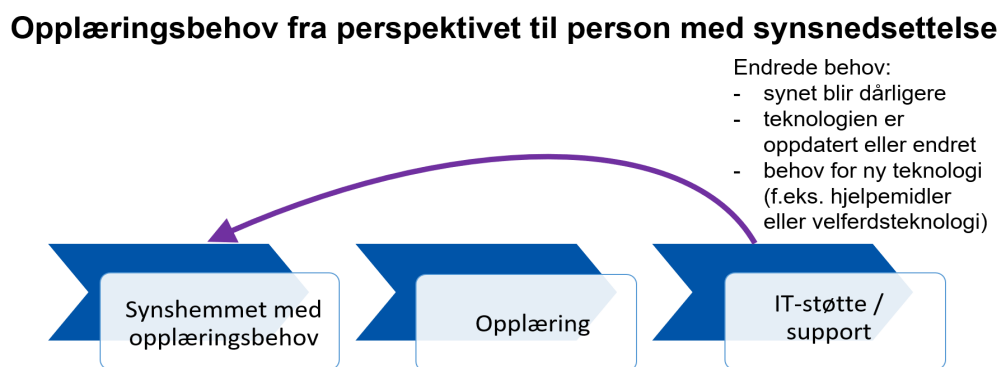 Opplæringsbehov fra perspektivet til person med synsnedsettelse
Endrede behov:
- synet blir dårligere
- teknologien er
oppdatert eller endret
- behov for ny teknologi
(f.eks. hjelpemidler
eller velferdsteknologi)
Synshemmet med
opplæringsbehov
Opplæring
IT-støtte /
support